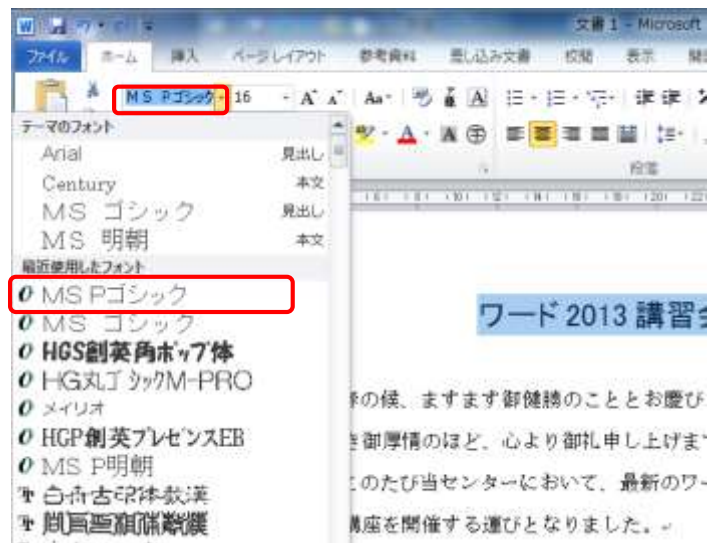 文書 1 - Microsoft
ファイル ホーム 挿入 ページ レイアウト 参考資料 差し込み文書 校閲 表示
MS Pゴシック 16 A A Aa A
A A
段落
テーマのフォント
Arial 見出し
Century 本文
MS ゴシック 見出し
MS 明朝 本文
最近使用したフォント
MS Pゴシック
MS ゴシック
HGS創英角ポップ体
HG丸ゴシックM-PRO
メイリオ
HGP創英プレゼンスEB
MS P明朝
ワード 2013 講習会
の候、ますます御健勝のこととお慶び
御厚情のほど、心より御礼申し上げます
このたび当センターにおいて、最新のワー
講座を開催する運びとなりました。